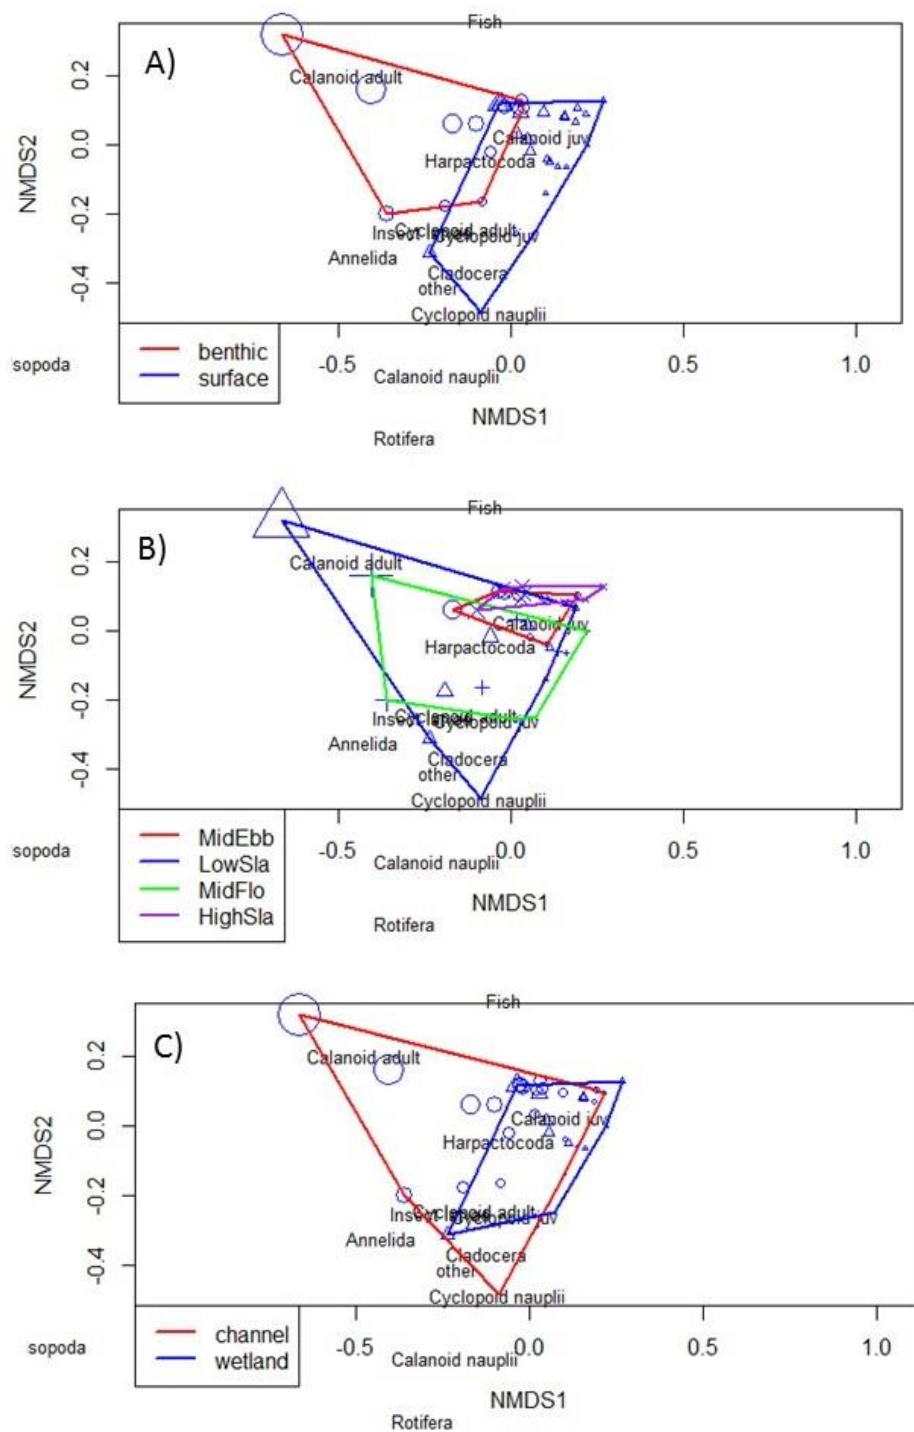 Fish
A)
Calanoid adult
Calanoid juv
Harpactocoda
Cyclopoid adult
Insect
Cyclopoid juv
Annelida
Cladocera
other
Cyclopoid nauplii
NMDS2
0.2
0.0
-0.2
-0.4
benthic
surface
sopoda
-0.5 0.0 0.5 1.0
Calanoid nauplii
NMDS1
Rotifera
Fish
B)
Calanoid adult
Calanoid juv
Harpactocoda
Cyclopoid adult
Insect
Cyclopoid juv
Annelida
Cladocera
other
Cyclopoid nauplii
NMDS2
0.2
0.0
-0.2
-0.4
MidEbb
LowSla
MidFlo
HighSla
sopoda
-0.5 0.0 0.5 1.0
Calanoid nauplii
NMDS1
Rotifera
Fish
C)
Calanoid adult
Calanoid juv
Harpactocoda
Cyclopoid adult
Insect
Cyclopoid juv
Annelida
Cladocera
other
Cyclopoid nauplii
NMDS2
0.2
0.0
-0.2
-0.4
channel
wetland
sopoda
-0.5 0.0 0.5 1.0
Calanoid nauplii
NMDS1
Rotifera